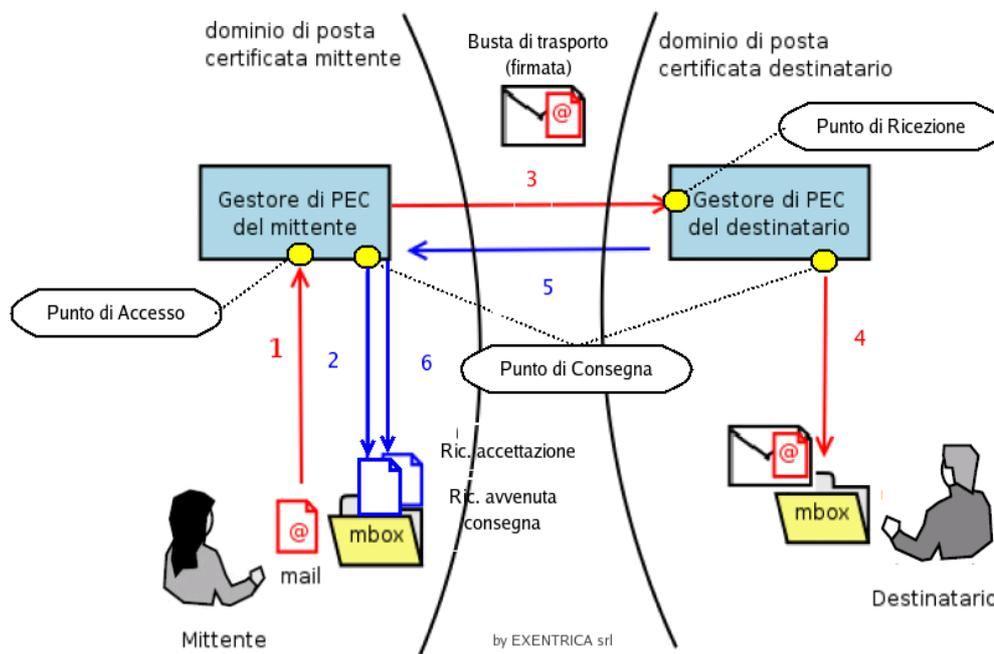 dominio di posta
certificata mittente
Busta di trasporto
(firmata)
dominio di posta
certificata destinatario
@
Punto di Ricezione
3
Gestore di PEC
del mittente
Gestore di PEC
del destinatario
5
Punto di Accesso
1
2
6
Punto di Consegna
4
Ric. accettazione
Ric. avvenuta
consegna
@
mail
mbox
@
mbox
Mittente
Destinatario
by EXENTRICA srl